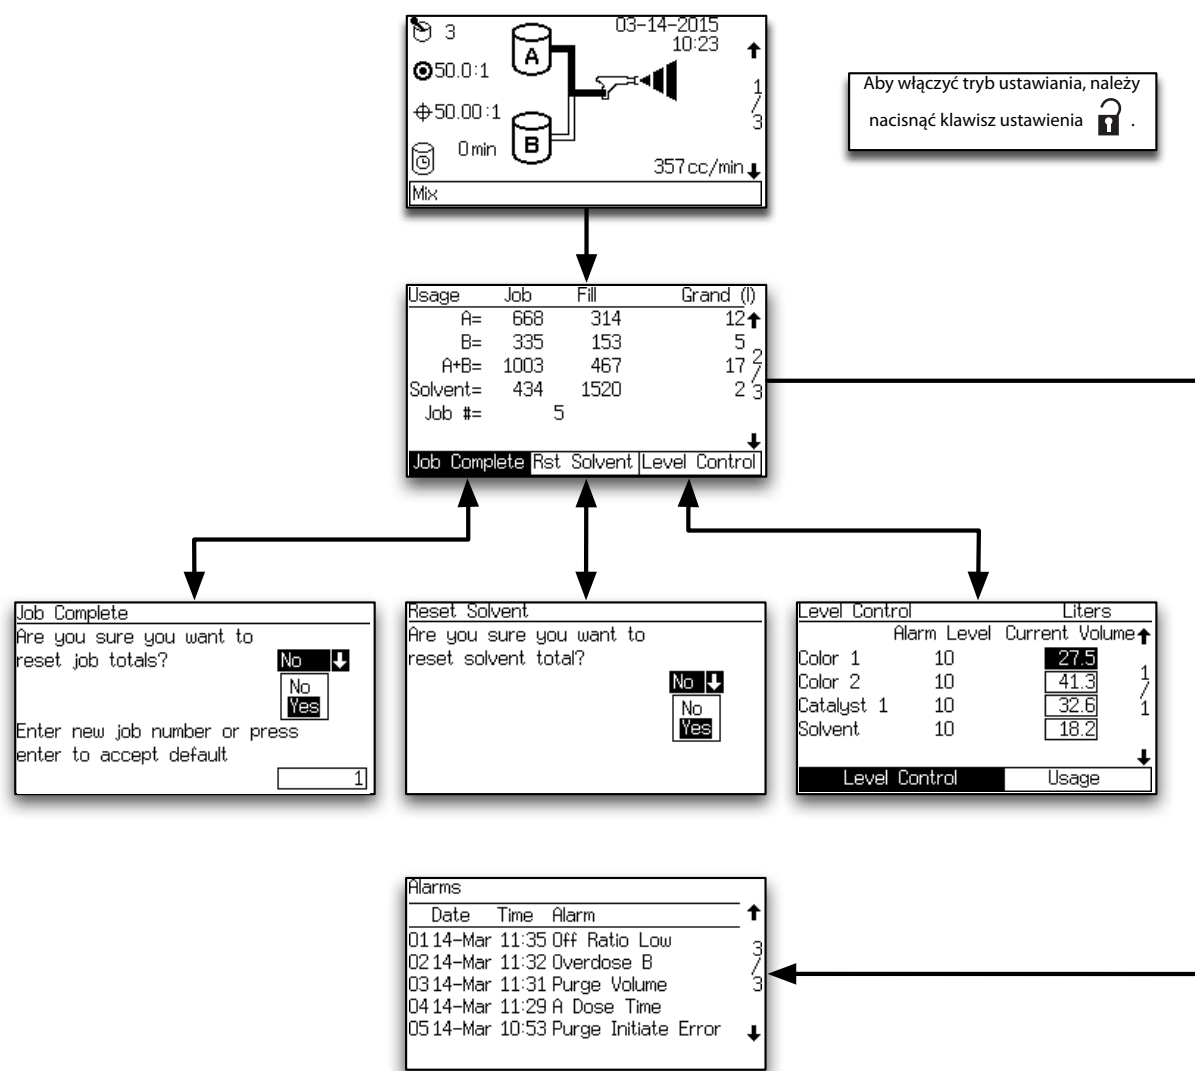 3
03-14-2015
10:23
A
50.0:1
1
/
3
50.00:1
B
0 min
357 cc/min
Mix
Aby włączyć tryb ustawiania, należy
nacisnąć klawisz ustawienia .
Usage Job Fill Grand (l)
A= 668 314 12
B= 335 153 5
A+B= 1003 467 17
Solvent= 434 1520 2
Job #= 5
2
/
3
Job Complete Rst Solvent Level Control
Job Complete
Are you sure you want to
reset job totals?
No
No
Yes
Enter new job number or press
enter to accept default
1
Reset Solvent
Are you sure you want to
reset solvent total?
No
No
Yes
Level Control Liters
Alarm Level Current Volume
Color 1 10 27.5
Color 2 10 41.3
Catalyst 1 10 32.6
Solvent 10 18.2
1
/
1
Level Control Usage
Alarms
Date Time Alarm
01 14-Mar 11:35 Off Ratio Low
02 14-Mar 11:32 Overdose B
03 14-Mar 11:31 Purge Volume
04 14-Mar 11:29 A Dose Time
05 14-Mar 10:53 Purge Initiate Error
3
/
3